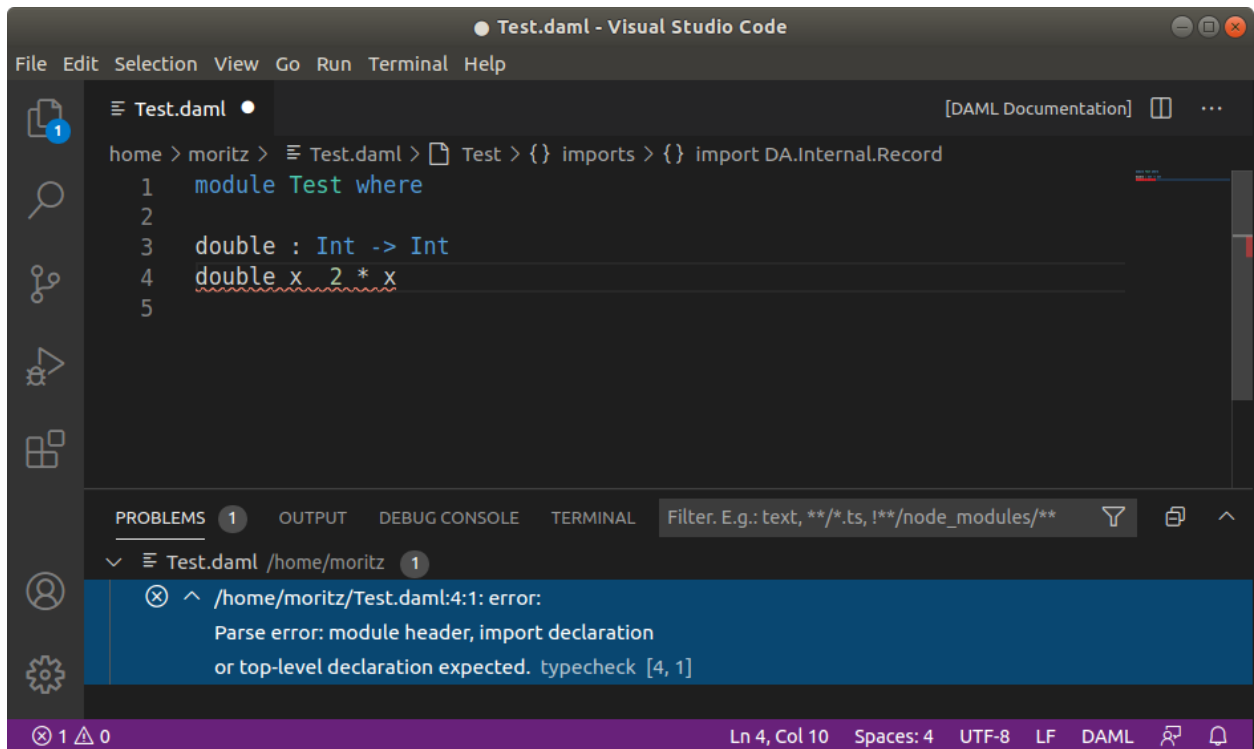 ● Test.daml - Visual Studio Code
File Edit Selection View Go Run Terminal Help
1
Test.daml ●
[DAML Documentation] ...
home > moritz > Test.daml > Test > {} imports > {} import DA.Internal.Record
1 module Test where
2
3 double : Int -> Int
4 double x  2 * x
5
PROBLEMS 1 OUTPUT DEBUG CONSOLE TERMINAL Filter. E.g.: text, **/*.ts, !**/node_modules/**
Test.daml /home/moritz 1
/home/moritz/Test.daml:4:1: error:
Parse error: module header, import declaration
or top-level declaration expected. typecheck [4, 1]
1 0 Ln 4, Col 10 Spaces: 4 UTF-8 LF DAML